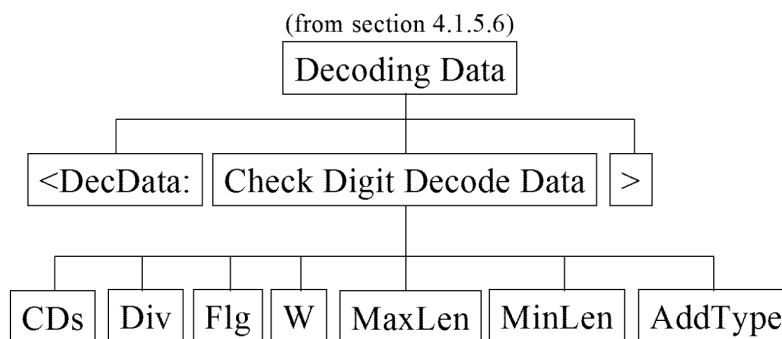 (from section 4.1.5.6)
Decoding Data
<DecData: Check Digit Decode Data >
CDs Div Flg W MaxLen MinLen AddType